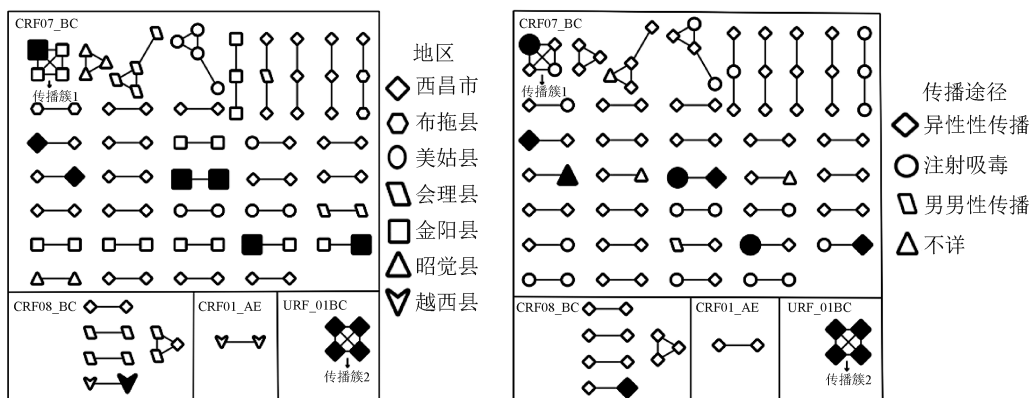 CRF07_BC
传播簇1
CRF08_BC
CRF01_AE
URF_01BC
传播簇2
地区
西昌市
布拖县
美姑县
会理县
金阳县
昭觉县
越西县
CRF07_BC
传播簇1
CRF08_BC
CRF01_AE
URF_01BC
传播簇2
传播途径
异性性传播
注射吸毒
男男性传播
不详